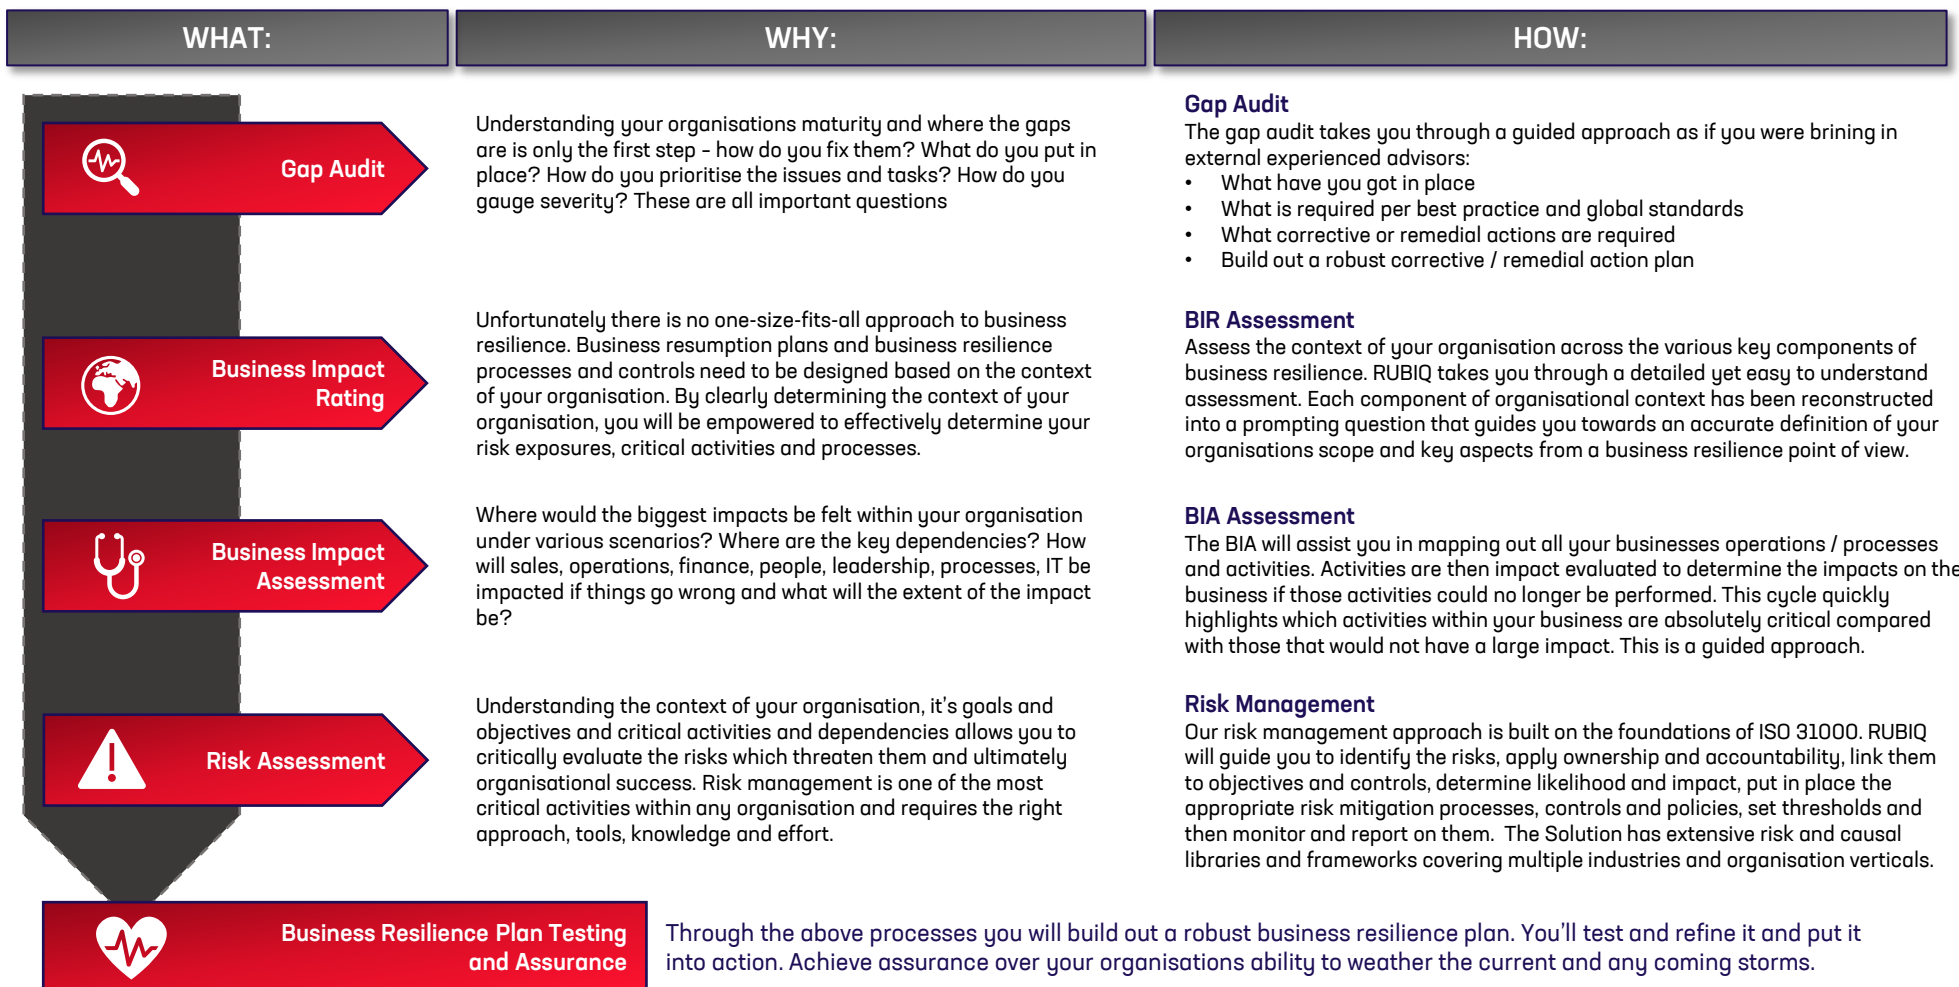 WHAT:
WHY:
HOW:
Gap Audit
Understanding your organisations maturity and where the gaps
are is only the first step – how do you fix them? What do you put in
place? How do you prioritise the issues and tasks? How do you
gauge severity? These are all important questions
Gap Audit
The gap audit takes you through a guided approach as if you were brining in
external experienced advisors:
• What have you got in place
• What is required per best practice and global standards
• What corrective or remedial actions are required
• Build out a robust corrective / remedial action plan
Business Impact
Rating
Unfortunately there is no one-size-fits-all approach to business
resilience. Business resumption plans and business resilience
processes and controls need to be designed based on the context
of your organisation. By clearly determining the context of your
organisation, you will be empowered to effectively determine your
risk exposures, critical activities and processes.
BIR Assessment
Assess the context of your organisation across the various key components of
business resilience. RUBIQ takes you through a detailed yet easy to understand
assessment. Each component of organisational context has been reconstructed
into a prompting question that guides you towards an accurate definition of your
organisations scope and key aspects from a business resilience point of view.
Business Impact
Assessment
Where would the biggest impacts be felt within your organisation
under various scenarios? Where are the key dependencies? How
will sales, operations, finance, people, leadership, processes, IT be
impacted if things go wrong and what will the extent of the impact
be?
BIA Assessment
The BIA will assist you in mapping out all your businesses operations / processes
and activities. Activities are then impact evaluated to determine the impacts on the
business if those activities could no longer be performed. This cycle quickly
highlights which activities within your business are absolutely critical compared
with those that would not have a large impact. This is a guided approach.
Risk Assessment
Understanding the context of your organisation, it's goals and
objectives and critical activities and dependencies allows you to
critically evaluate the risks which threaten them and ultimately
organisational success. Risk management is one of the most
critical activities within any organisation and requires the right
approach, tools, knowledge and effort.
Risk Management
Our risk management approach is built on the foundations of ISO 31000. RUBIQ
will guide you to identify the risks, apply ownership and accountability, link them
to objectives and controls, determine likelihood and impact, put in place the
appropriate risk mitigation processes, controls and policies, set thresholds and
then monitor and report on them. The Solution has extensive risk and causal
libraries and frameworks covering multiple industries and organisation verticals.
Business Resilience Plan Testing
and Assurance
Through the above processes you will build out a robust business resilience plan. You'll test and refine it and put it
into action. Achieve assurance over your organisations ability to weather the current and any coming storms.